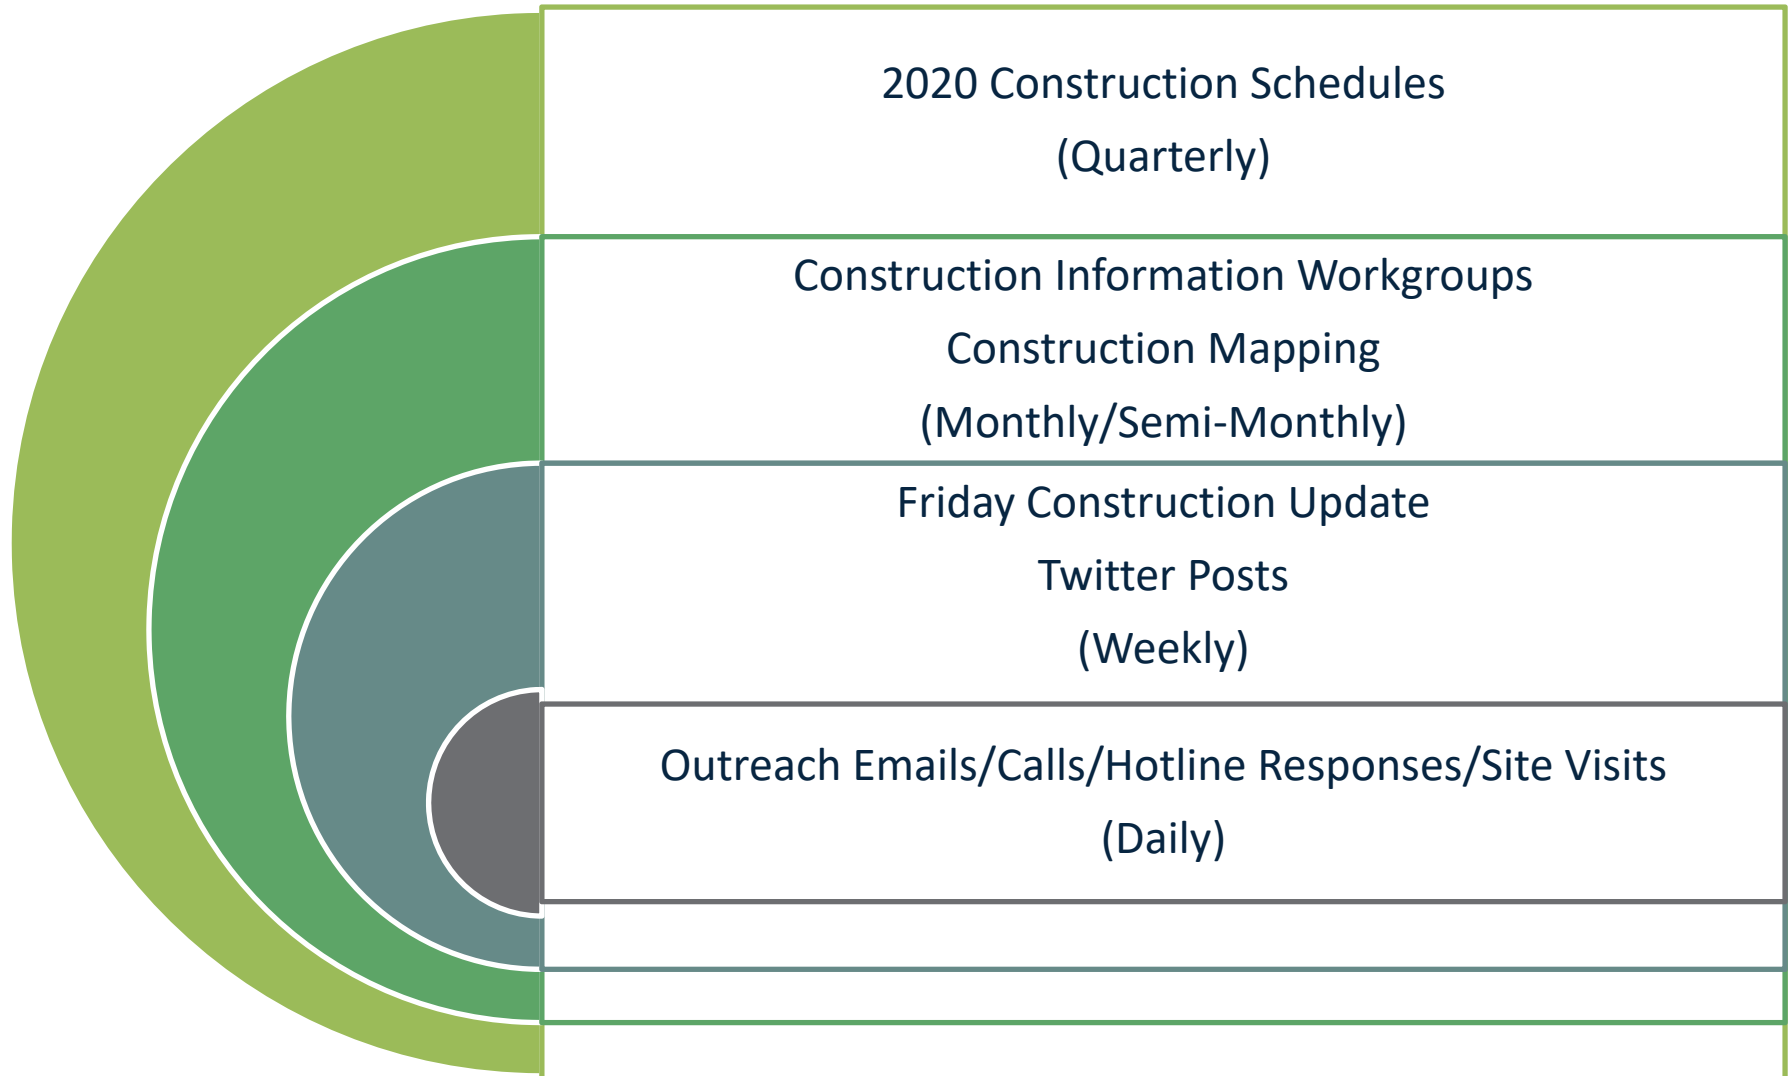 2020 Construction Schedules
(Quarterly)
Construction Information Workgroups
Construction Mapping
(Monthly/Semi-Monthly)
Friday Construction Update
Twitter Posts
(Weekly)
Outreach Emails/Calls/Hotline Responses/Site Visits
(Daily)